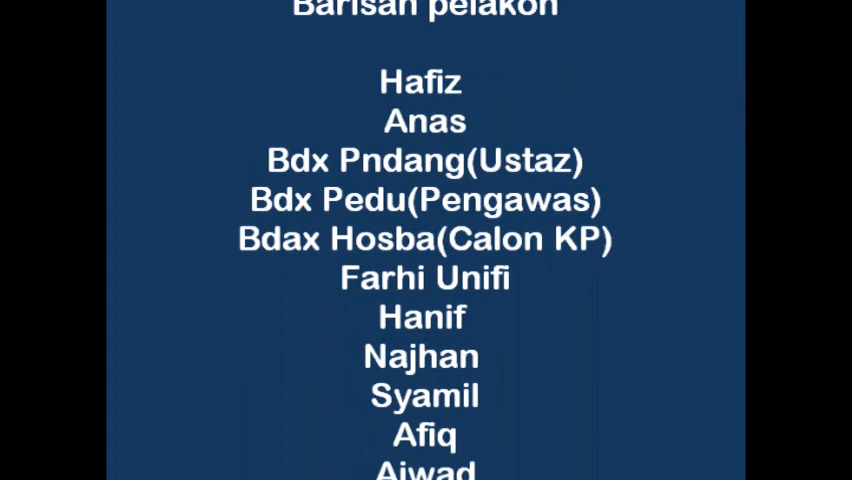 Barisan pelakon
Hafiz
Anas
Bdx Pndang(Ustaz)
Bdx Pedu(Pengawas)
Bdax Hosba(Calon KP)
Farhi Unifi
Hanif
Najhan
Syamil
Afiq
Aiwad